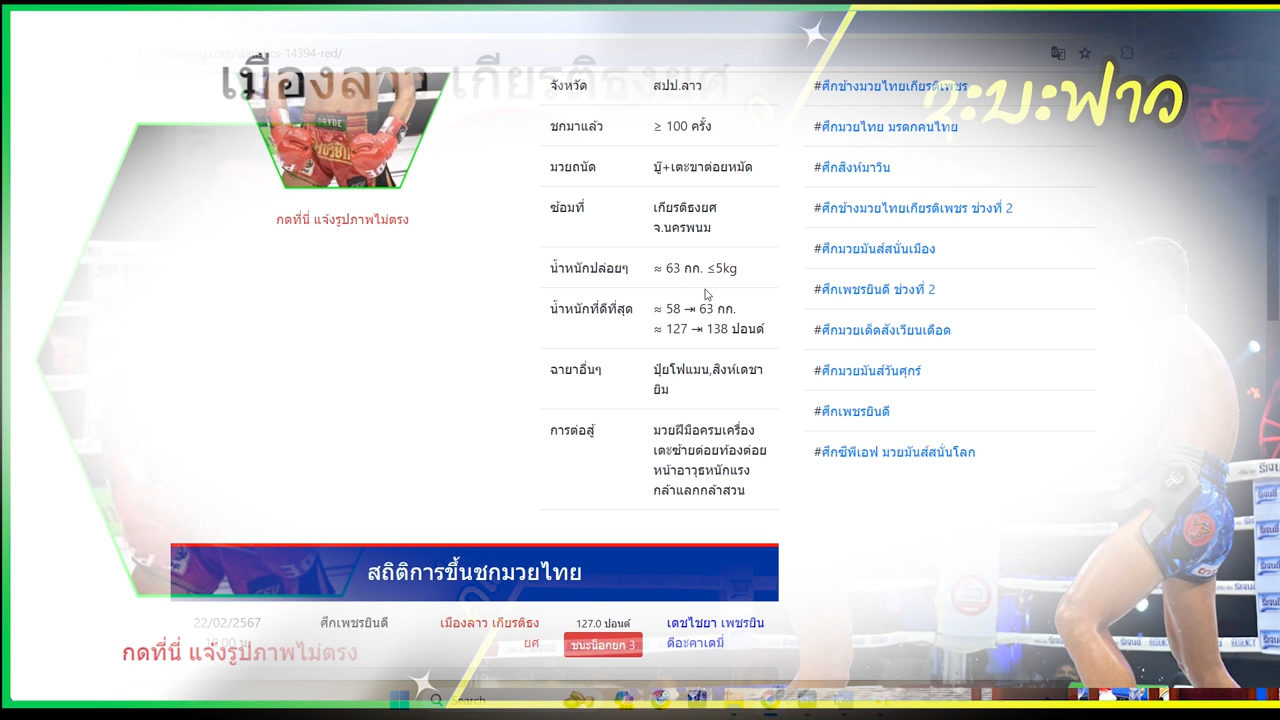 เมืองลาว เกียรติธงยศ
จังหวัด สปป.ลาว
ชกมาแล้ว ≥ 100 ครั้ง
มวยถนัด บู๊+เตะขาต่อยหมัด
ซ้อมที่ เกียรติธงยศ
จ.นครพนม
น้ำหนักปล่อยๆ ≈ 63 กก. ≤5kg
น้ำหนักที่ดีที่สุด ≈ 58 ⇥ 63 กก.
≈ 127 ⇥ 138 ปอนด์
ฉายาอื่นๆ ปุ้ยโฟแมน,สิงห์เดชา
ยิม
การต่อสู้ มวยฝีมือครบเครื่อง
เตะซ้ายต่อยท้องต่อย
หน้าอาวุธหนักแรง
กล้าแลกกล้าสวน
#ศึกช้างมวยไทยเกียรติเพชร
#ศึกมวยไทย มรดกคนไทย
#ศึกสิงห์มาวิน
#ศึกช้างมวยไทยเกียรติเพชร ช่วงที่ 2
#ศึกมวยมันส์สนั่นเมือง
#ศึกเพชรยินดี ช่วงที่ 2
#ศึกมวยเด็ดสังเวียนเดือด
#ศึกมวยมันส์วันศุกร์
#ศึกเพชรยินดี
#ศึกซีพีเอฟ มวยมันส์สนั่นโลก
กดที่นี่ แจ้งรูปภาพไม่ตรง
สถิติการขึ้นชกมวยไทย
22/02/2567 ศึกเพชรยินดี เมืองลาว เกียรติธง 127.0 ปอนด์ เดชไชยา เพชรยิน
ยศ ชนะน็อกยก 3 ดีอะคาเดมี่
กดที่นี่ แจ้งรูปภาพไม่ตรง
Search